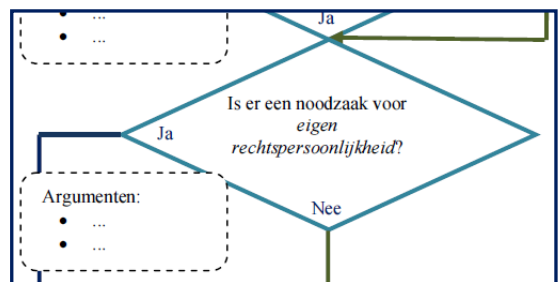 • ...
• ...
Ja
Is er een noodzaak voor
eigen
rechtspersoonlijkheid?
Ja
Argumenten:
• ...
• ...
Nee